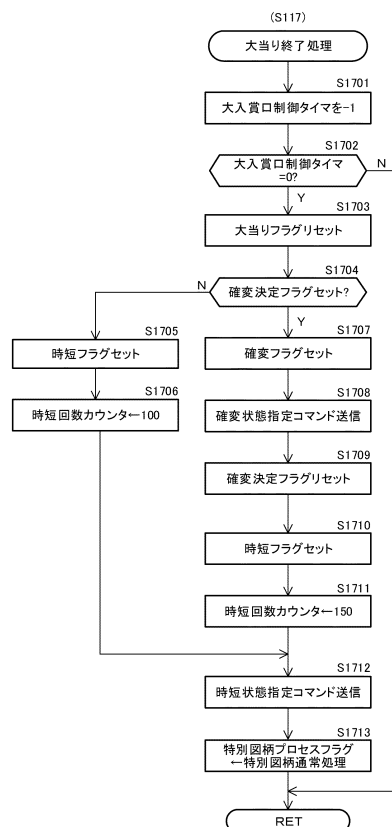 (S117)
大当り終了処理
S1701
大入賞口制御タイマを-1
S1702
大入賞口制御タイマ
=0?
N
Y
S1703
大当りフラグリセット
S1704
N
確変決定フラグセット?
Y
S1705
時短フラグセット
S1706
時短回数カウンタ←100
S1707
確変フラグセット
S1708
確変状態指定コマンド送信
S1709
確変決定フラグリセット
S1710
時短フラグセット
S1711
時短回数カウンタ←150
S1712
時短状態指定コマンド送信
S1713
特別図柄プロセスフラグ
←特別図柄通常処理
RET